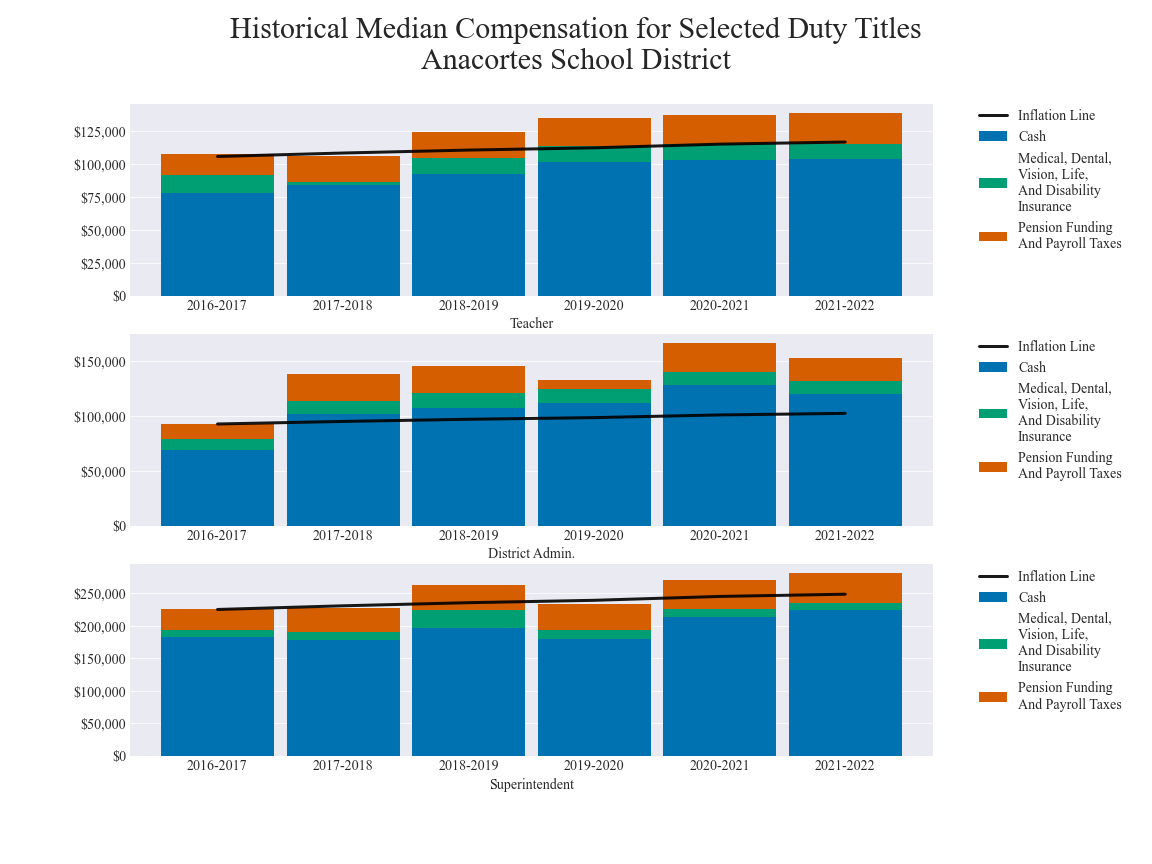 Historical Median Compensation for Selected Duty Titles
Anacortes School District
$125,000
$100,000
$75,000
$50,000
$25,000
$0
2016-2017 2017-2018 2018-2019 2019-2020 2020-2021 2021-2022
Teacher
Inflation Line
Cash
Medical, Dental,
Vision, Life,
And Disability
Insurance
Pension Funding
And Payroll Taxes
$150,000
$100,000
$50,000
$0
2016-2017 2017-2018 2018-2019 2019-2020 2020-2021 2021-2022
District Admin.
Inflation Line
Cash
Medical, Dental,
Vision, Life,
And Disability
Insurance
Pension Funding
And Payroll Taxes
$250,000
$200,000
$150,000
$100,000
$50,000
$0
2016-2017 2017-2018 2018-2019 2019-2020 2020-2021 2021-2022
Superintendent
Inflation Line
Cash
Medical, Dental,
Vision, Life,
And Disability
Insurance
Pension Funding
And Payroll Taxes